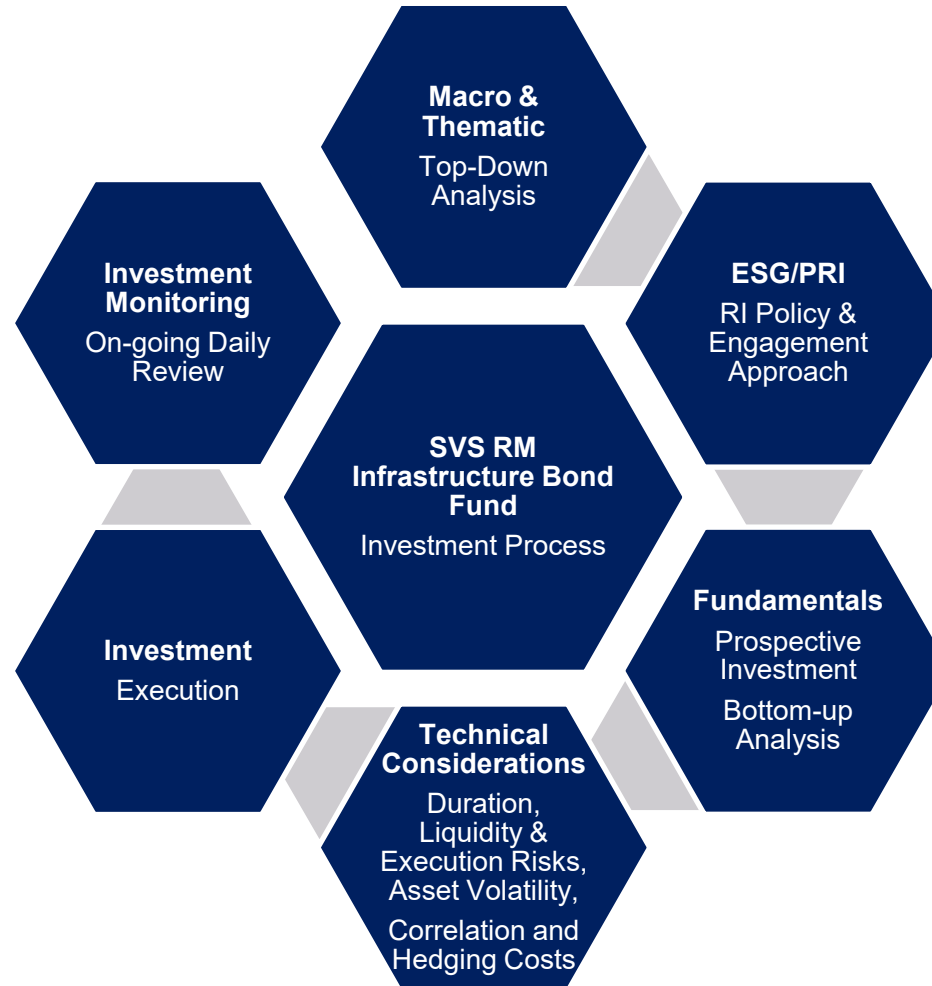 Macro &
Thematic
Top-Down
Analysis
ESG/PRI
RI Policy &
Engagement
Approach
Fundamentals
Prospective
Investment
Bottom-up
Analysis
Technical
Considerations
Duration,
Liquidity &
Execution Risks,
Asset Volatility,
Correlation and
Hedging Costs
Investment
Execution
Investment
Monitoring
On-going Daily
Review
SVS RM
Infrastructure Bond
Fund
Investment Process